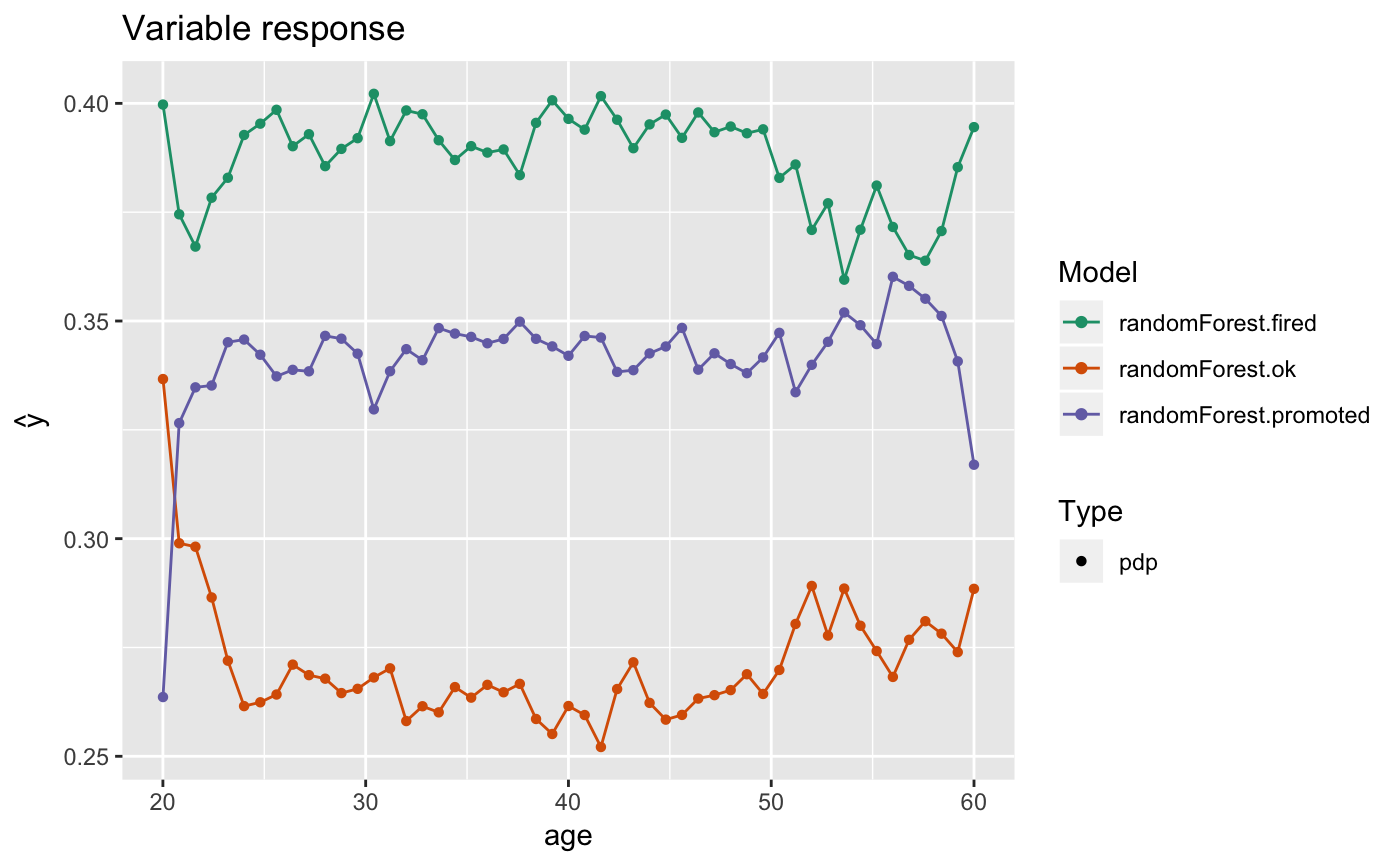 Variable response
0.40
0.35
0.30
0.25
ŷ
20 30 40 50 60
age
Model
randomForest.fired
randomForest.ok
randomForest.promoted
Type
pdp